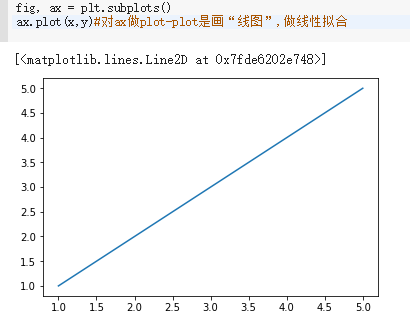 fig, ax = plt.subplots()
ax.plot(x,y)#对ax做plot-plot是画“线图”,做线性拟合
[<matplotlib.lines.Line2D at 0x7fde6202e748>]
5.0
4.5
4.0
3.5
3.0
2.5
2.0
1.5
1.0
1.0 1.5 2.0 2.5 3.0 3.5 4.0 4.5 5.0